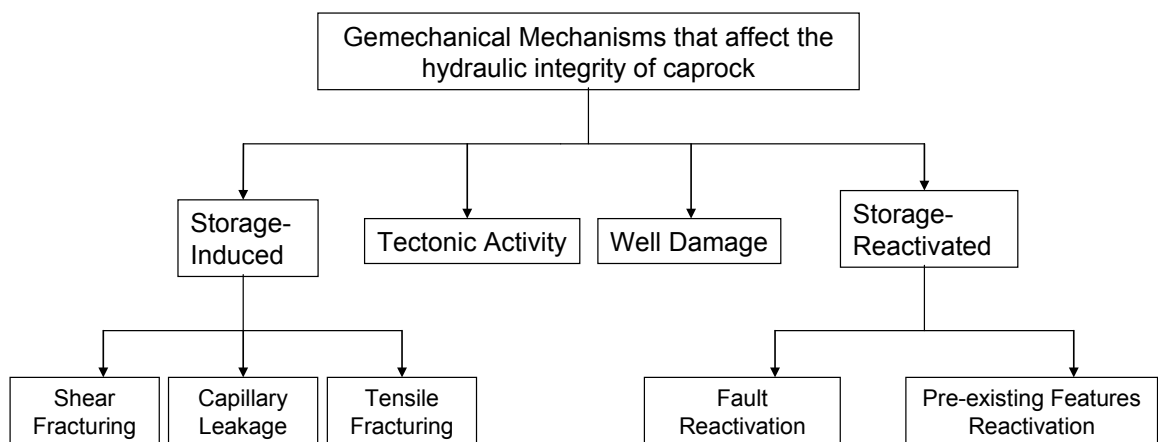 Gemechanical Mechanisms that affect the
hydraulic integrity of caprock
Storage-
Induced
Tectonic Activity
Well Damage
Storage-
Reactivated
Shear
Fracturing
Capillary
Leakage
Tensile
Fracturing
Fault
Reactivation
Pre-existing Features
Reactivation